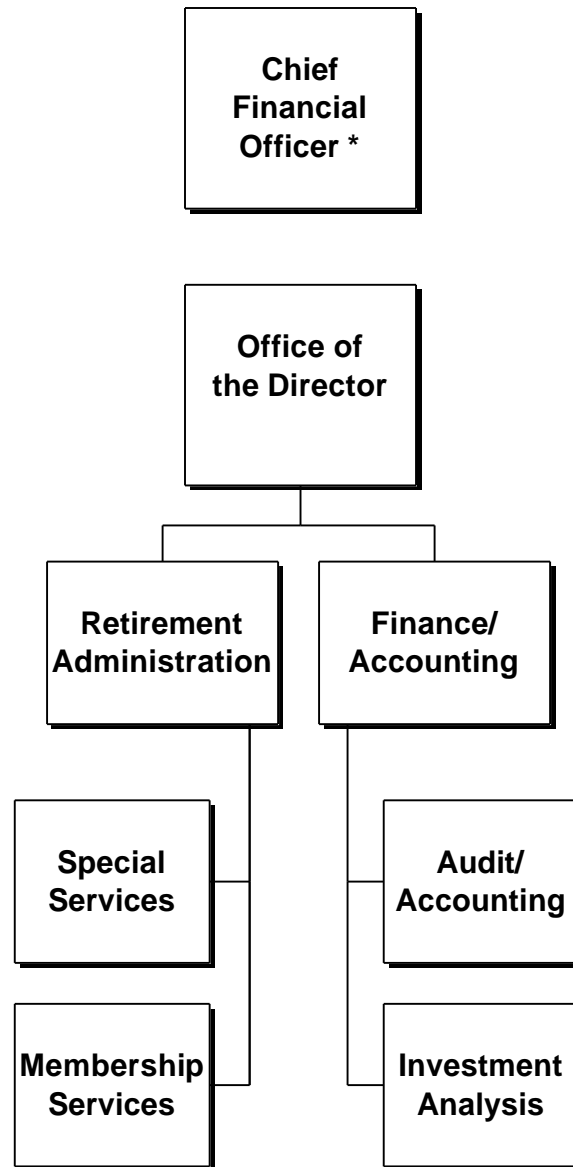 Chief
Financial
Officer *
Office of
the Director
Retirement
Administration
Finance/
Accounting
Special
Services
Audit/
Accounting
Membership
Services
Investment
Analysis